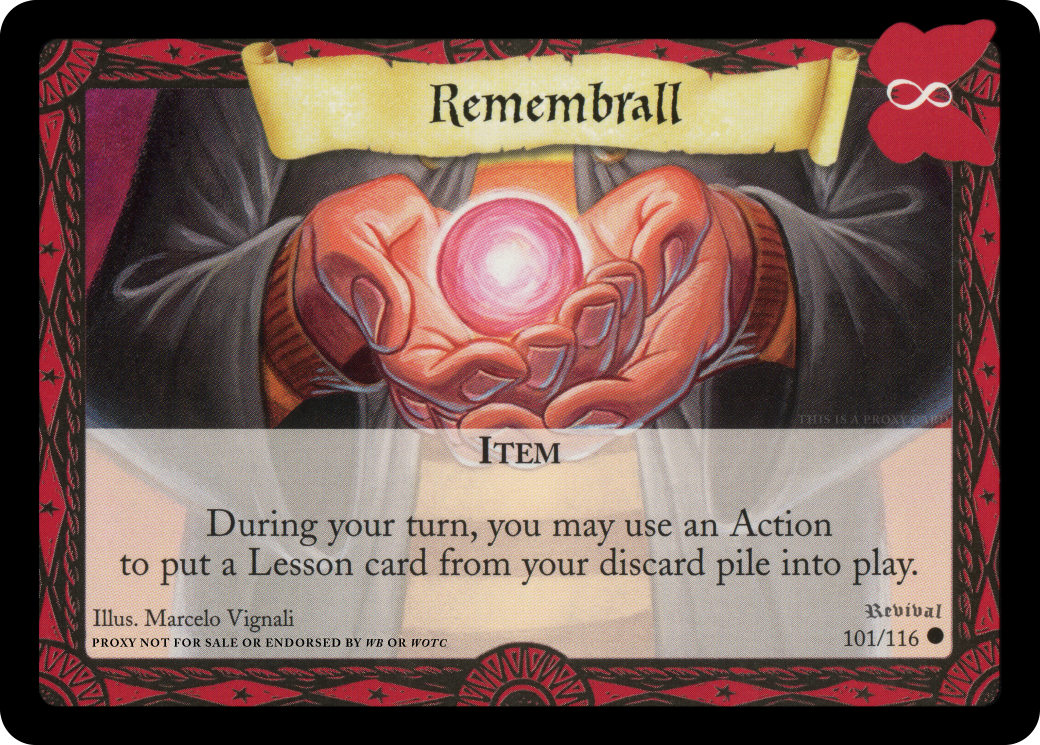 Remembrall
THIS IS A PROXY CARD
ITEM
During your turn, you may use an Action
to put a Lesson card from your discard pile into play.
Illus. Marcelo Vignali
PROXY NOT FOR SALE OR ENDORSED BY WB OR WOTC
Revival
101/116